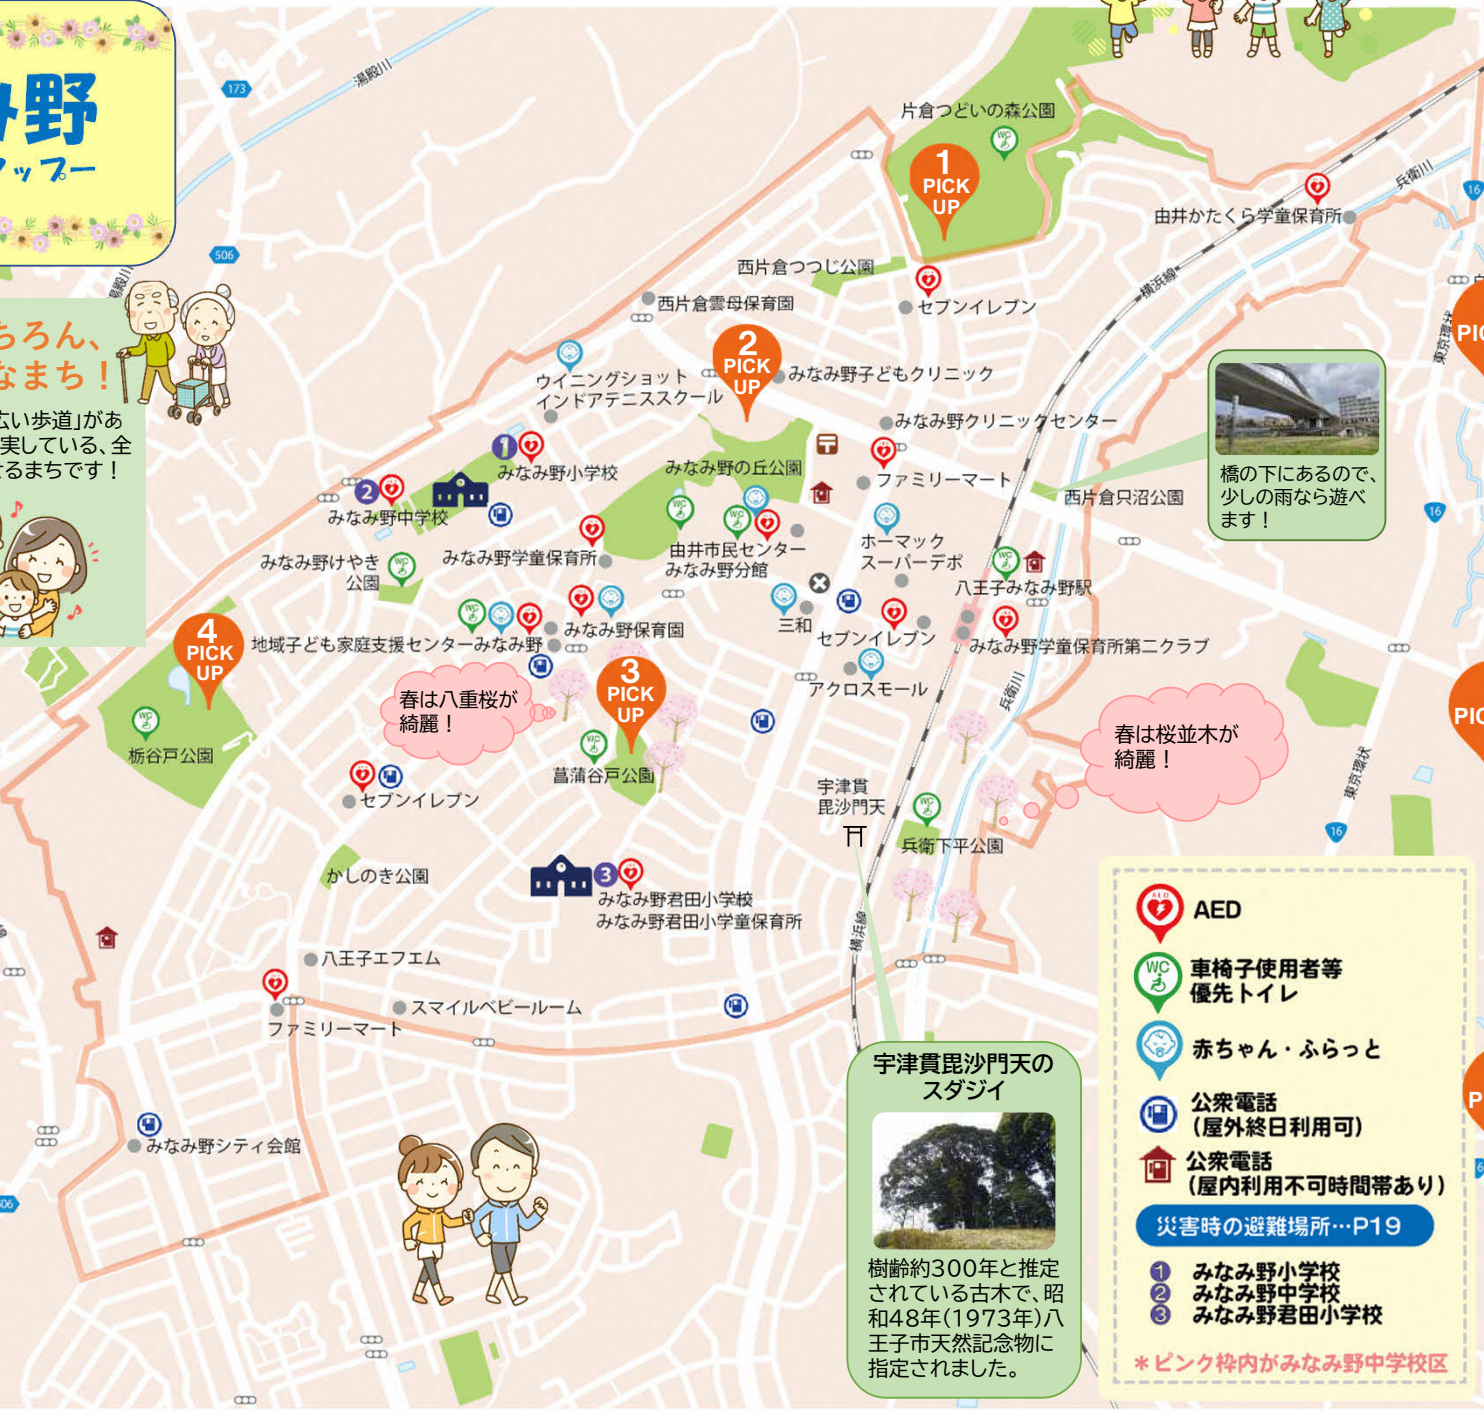 み野
マップー
ちろん、
なまち！
広い歩道」があ
実している、全
せるまちです！
173
湯殿川
506
湯殿川
片倉つどいの森公園
WC
1
PICK
UP
由井かたくら学童保育所
兵衛川
16
横浜線
東京環状
西片倉つつじ公園
セブンイレブン
西片倉雲母保育園
2
PICK
UP
みなみ野子どもクリニック
ウイニングショット
インドアテニススクール
みなみ野クリニックセンター
1
みなみ野小学校
みなみ野の丘公園
ファミリーマート
西片倉只沼公園
橋の下にあるので、
少しの雨なら遊べ
ます！
16
2
みなみ野中学校
みなみ野学童保育所
WC
WC
由井市民センター
みなみ野分館
ホーマック
スーパーデポ
WC
八王子みなみ野駅
みなみ野けやき
公園
WC
WC
地域子ども家庭支援センターみなみ野
みなみ野保育園
三和
セブンイレブン
みなみ野学童保育所第二クラブ
アクロスモール
兵衛川
4
PICK
UP
WC
栃谷戸公園
春は八重桜が
綺麗！
3
PICK
UP
WC
菖蒲谷戸公園
セブンイレブン
春は桜並木が
綺麗！
東京環状
16
宇津貫
毘沙門天
WC
兵衛下平公園
かしのき公園
3
みなみ野君田小学校
みなみ野君田小学童保育所
横浜線
八王子エフエム
スマイルベビールーム
ファミリーマート
みなみ野シティ会館
宇津貫毘沙門天の
スダジイ
樹齢約300年と推定
されている古木で、昭
和48年(1973年)八
王子市天然記念物に
指定されました。
AED
AED
WC
車椅子使用者等
優先トイレ
赤ちゃん・ふらっと
公衆電話
(屋外終日利用可)
公衆電話
(屋内利用不可時間帯あり)
災害時の避難場所…P19
1 みなみ野小学校
2 みなみ野中学校
3 みなみ野君田小学校
＊ピンク枠内がみなみ野中学校区